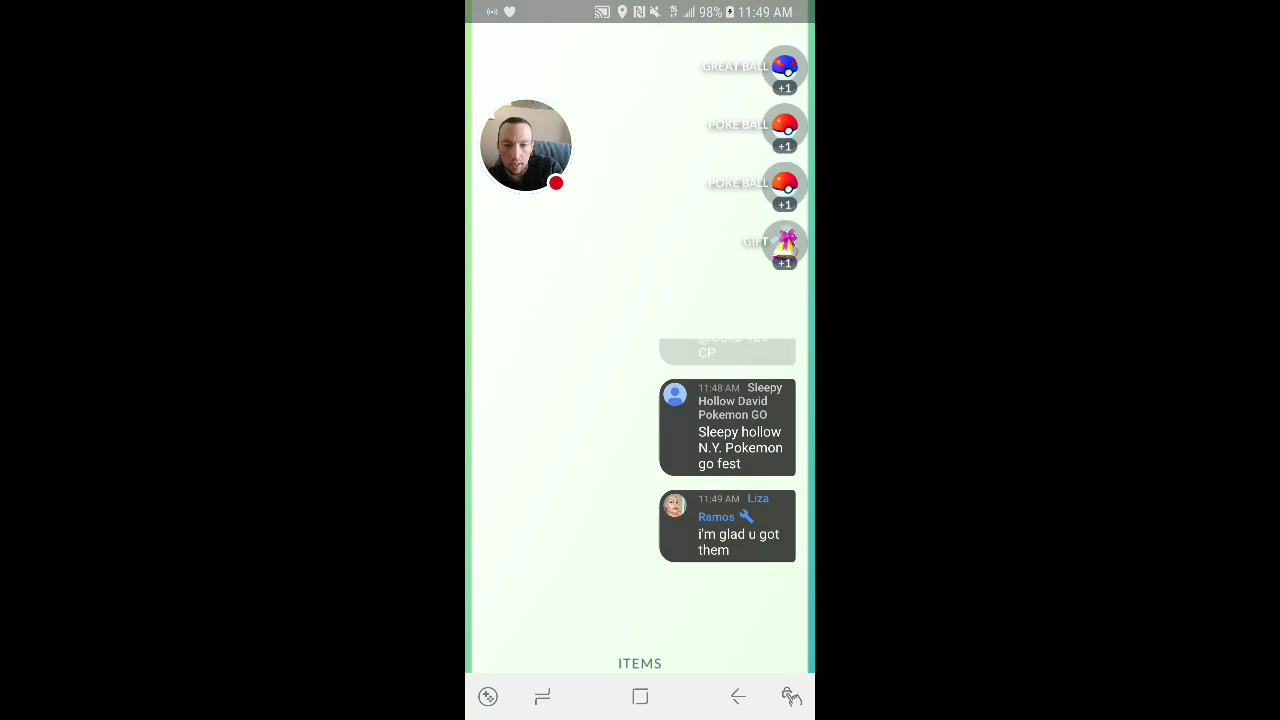 98% 11:49 AM
GREAT BALL
+1
POKE BALL
+1
POKE BALL
+1
GIFT
+1
CP
11:48 AM Sleepy
Hollow David
Pokemon GO
Sleepy hollow
N.Y. Pokemon
go fest
11:49 AM Liza
Ramos
i'm glad u got
them
ITEMS